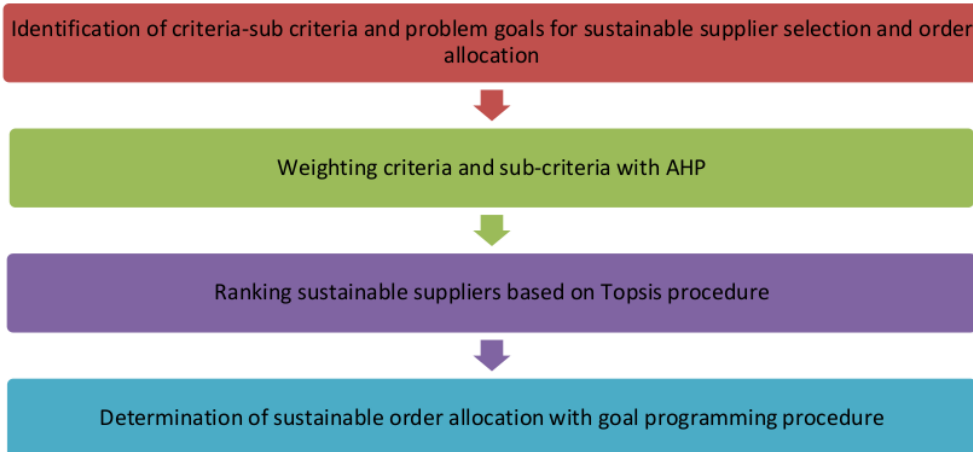 Identification of criteria-sub criteria and problem goals for sustainable supplier selection and order
allocation
Weighting criteria and sub-criteria with AHP
Ranking sustainable suppliers based on Topsis procedure
Determination of sustainable order allocation with goal programming procedure